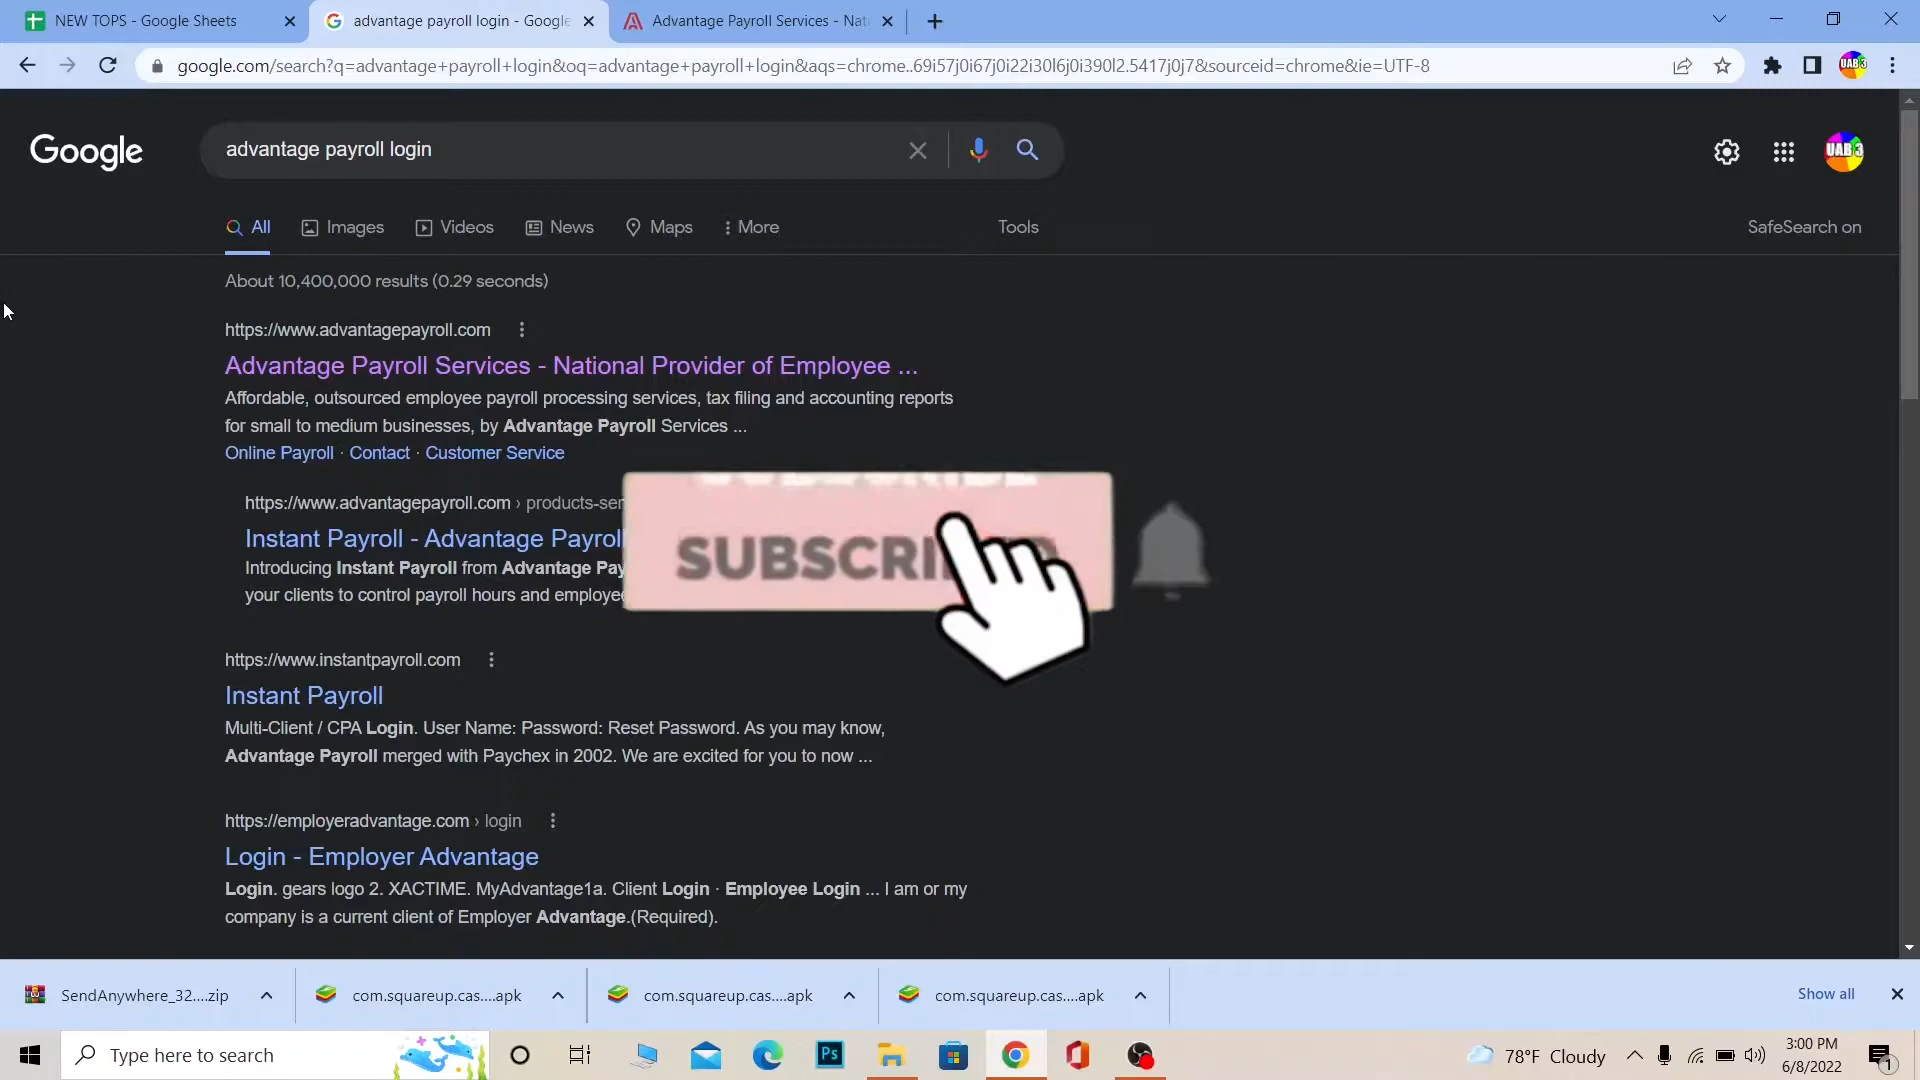 NEW TOPS - Google Sheets
advantage payroll login - Google
Advantage Payroll Services - Nat
google.com/search?q=advantage+payroll+login&oq=advantage+payroll+login&aqs=chrome..69i57j0i67j0i22i30l6j0i390l2.5417j0j7&sourceid=chrome&ie=UTF-8
UAB 3
Google
advantage payroll login
UAB 3
All
Images
Videos
News
Maps
More
Tools
SafeSearch on
About 10,400,000 results (0.29 seconds)
https://www.advantagepayroll.com
Advantage Payroll Services - National Provider of Employee ...
Affordable, outsourced employee payroll processing services, tax filing and accounting reports
for small to medium businesses, by Advantage Payroll Services ...
Online Payroll · Contact · Customer Service
https://www.advantagepayroll.com › products-ser
Instant Payroll - Advantage Payroll
Introducing Instant Payroll from Advantage Pay
your clients to control payroll hours and employee
https://www.instantpayroll.com
Instant Payroll
Multi-Client / CPA Login. User Name: Password: Reset Password. As you may know,
Advantage Payroll merged with Paychex in 2002. We are excited for you to now ...
https://employeradvantage.com › login
Login - Employer Advantage
Login. gears logo 2. XACTIME. MyAdvantage1a. Client Login · Employee Login ... I am or my
company is a current client of Employer Advantage.(Required).
SendAnywhere_32....zip
com.squareup.cas....apk
com.squareup.cas....apk
com.squareup.cas....apk
Show all
Type here to search
Ps
78°F Cloudy
3:00 PM
6/8/2022
1